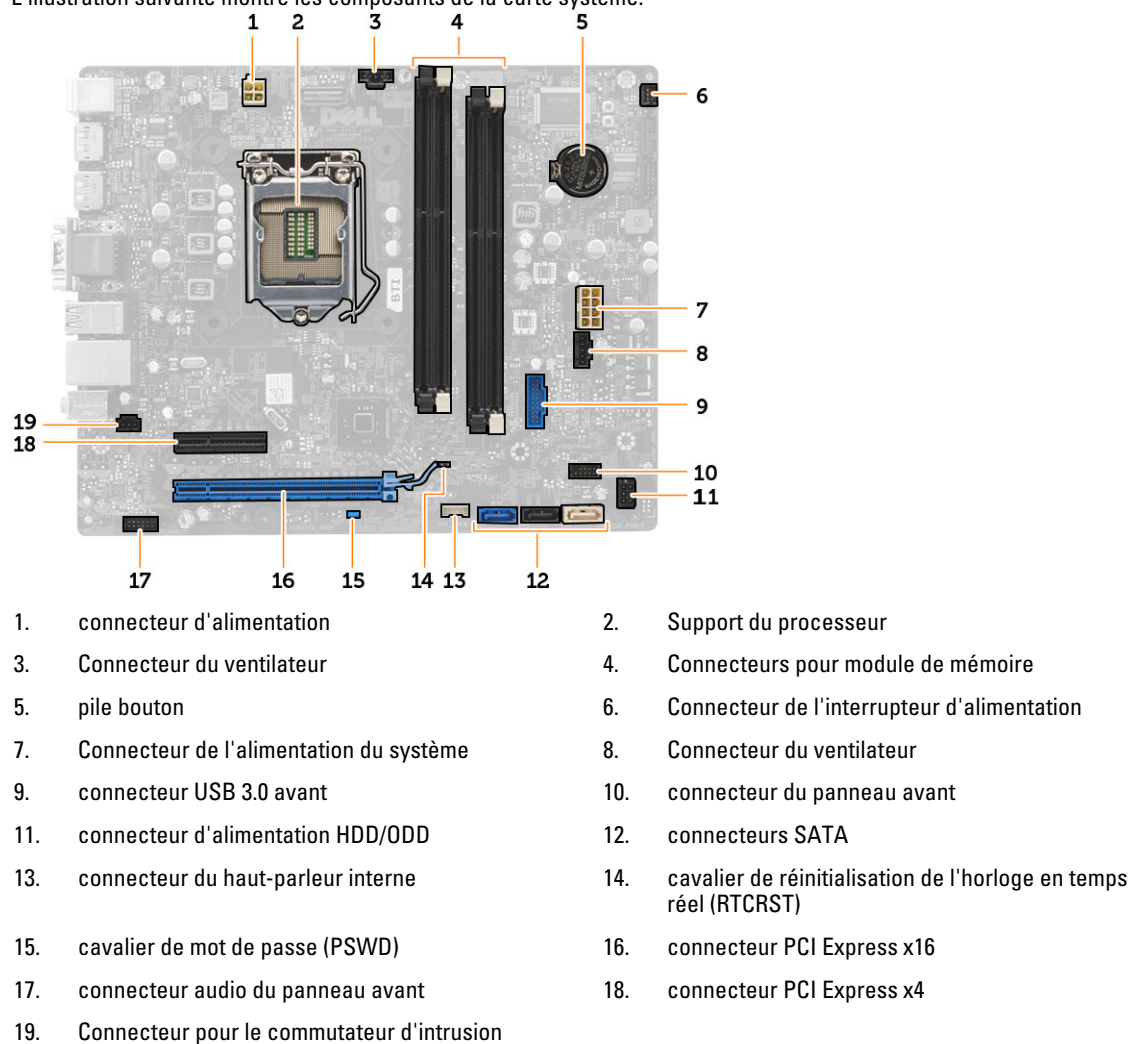 L'illustration suivante montre les composants de la carte système.
1 2 3 4 5
6
DELL
BTI
7
8
9
19
18
10
11
17 16 15 14 13 12
1. connecteur d'alimentation 2. Support du processeur
3. Connecteur du ventilateur 4. Connecteurs pour module de mémoire
5. pile bouton 6. Connecteur de l'interrupteur d'alimentation
7. Connecteur de l'alimentation du système 8. Connecteur du ventilateur
9. connecteur USB 3.0 avant 10. connecteur du panneau avant
11. connecteur d'alimentation HDD/ODD 12. connecteurs SATA
13. connecteur du haut-parleur interne 14. cavalier de réinitialisation de l'horloge en temps
réel (RTCRST)
15. cavalier de mot de passe (PSWD) 16. connecteur PCI Express x16
17. connecteur audio du panneau avant 18. connecteur PCI Express x4
19. Connecteur pour le commutateur d'intrusion